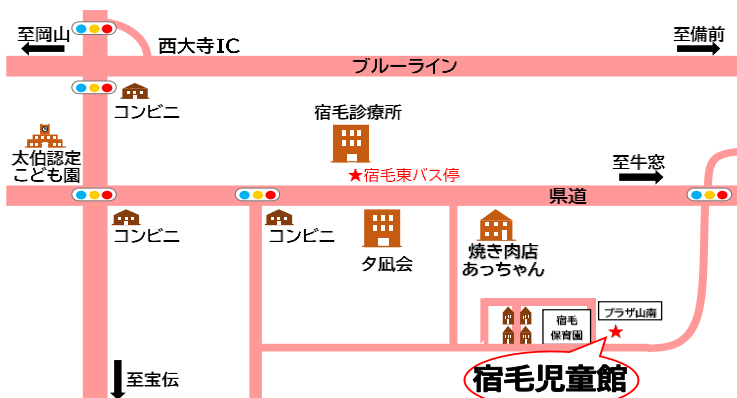 至岡山
西大寺IC
至備前
ブルーライン
コンビニ
宿毛診療所
太伯認定
こども園
至牛窓
★宿毛東バス停
県道
コンビニ
コンビニ
夕凪会
焼き肉店
あっちゃん
宿毛
保育園
プラザ山南
★
至宝伝
宿毛児童館